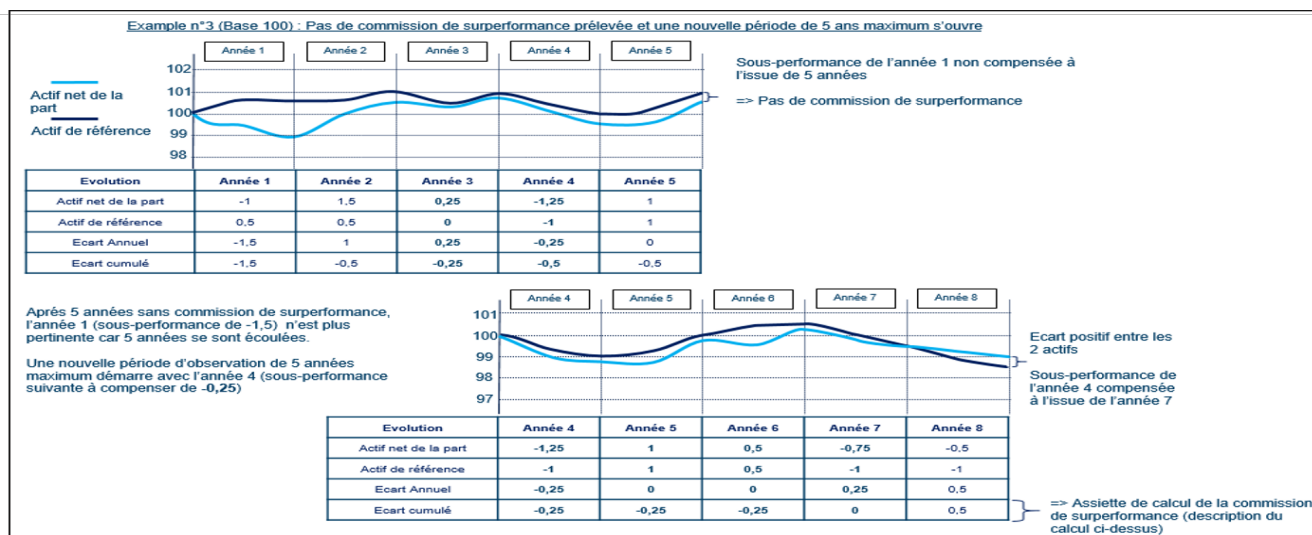 Example n°3 (Base 100) : Pas de commission de surperformance prélevée et une nouvelle période de 5 ans maximum s'ouvre
Année 1 Année 2 Année 3 Année 4 Année 5
102
101
100
99
98
Actif net de la
part
Actif de référence
Sous-performance de l'année 1 non compensée à
l'issue de 5 années
=> Pas de commission de surperformance
Evolution Année 1 Année 2 Année 3 Année 4 Année 5
Actif net de la part -1 1,5 0,25 -1,25 1
Actif de référence 0,5 0,5 0 -1 1
Ecart Annuel -1,5 1 0,25 -0,25 0
Ecart cumulé -1,5 -0,5 -0,25 -0,5 -0,5
Après 5 années sans commission de surperformance,
l'année 1 (sous-performance de -1,5) n'est plus
pertinente car 5 années se sont écoulées.
Une nouvelle période d'observation de 5 années
maximum démarre avec l'année 4 (sous-performance
suivante à compenser de -0,25)
Année 4 Année 5 Année 6 Année 7 Année 8
101
100
99
98
97
Ecart positif entre les
2 actifs
Sous-performance de
l'année 4 compensée
à l'issue de l'année 7
Evolution Année 4 Année 5 Année 6 Année 7 Année 8
Actif net de la part -1,25 1 0,5 -0,75 -0,5
Actif de référence -1 1 0,5 -1 -1
Ecart Annuel -0,25 0 0 0,25 0,5
Ecart cumulé -0,25 -0,25 -0,25 0 0,5
=> Assiette de calcul de la commission
de surperformance (description du
calcul ci-dessus)